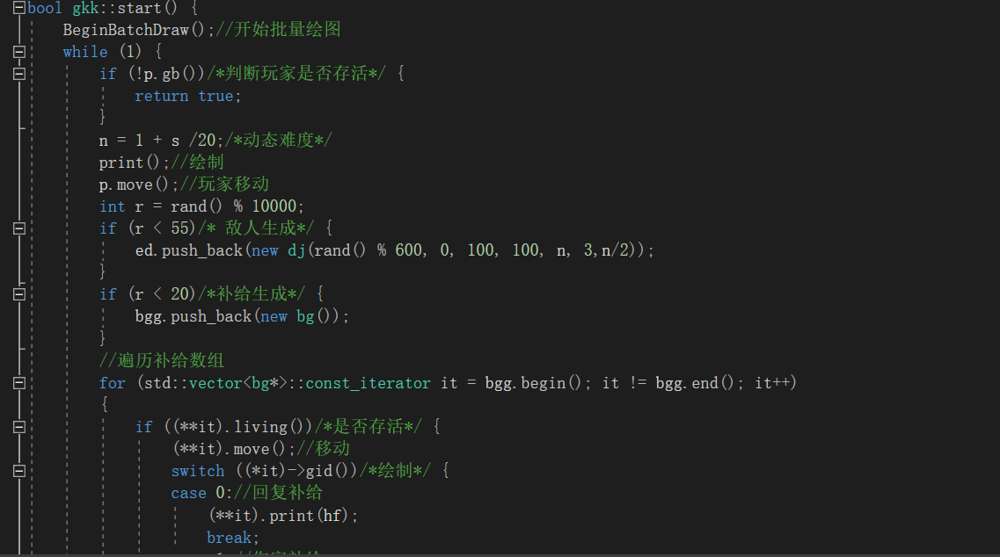 bool gkk::start() {
BeginBatchDraw();//开始批量绘图
while (1) {
if (!p.gb())/*判断玩家是否存活*/ {
return true;
}
n = 1 + s /20;/*动态难度*/
print();//绘制
p.move();//玩家移动
int r = rand() % 10000;
if (r < 55)/* 敌人生成*/ {
ed.push_back(new dj(rand() % 600, 0, 100, 100, n, 3,n/2));
}
if (r < 20)/*补给生成*/ {
bgg.push_back(new bg());
}
//遍历补给数组
for (std::vector<bg*>::const_iterator it = bgg.begin(); it != bgg.end(); it++)
{
if ((**it).living())/*是否存活*/ {
(**it).move();//移动
switch ((*it)->gid())/*绘制*/ {
case 0://回复补给
(**it).print(hf);
break;